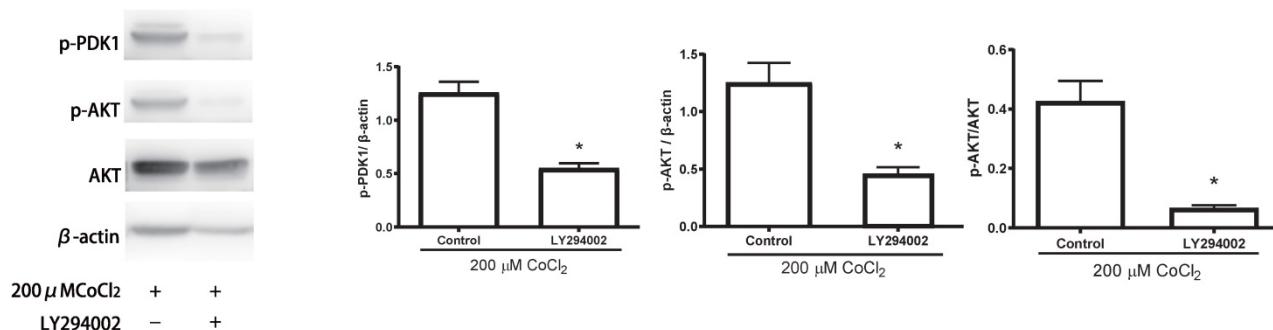 p-PDK1
p-AKT
AKT
β-actin
200 μ MCoCl₂ + +
LY294002 – +
p-PDK1/ β-actin
1.5
1.0
0.5
0.0
*
Control LY294002
200 μM CoCl₂
p-AKT / β-actin
1.5
1.0
0.5
0.0
*
Control LY294002
200 μM CoCl₂
p-AKT/AKT
0.6
0.4
0.2
0.0
*
Control LY294002
200 μM CoCl₂